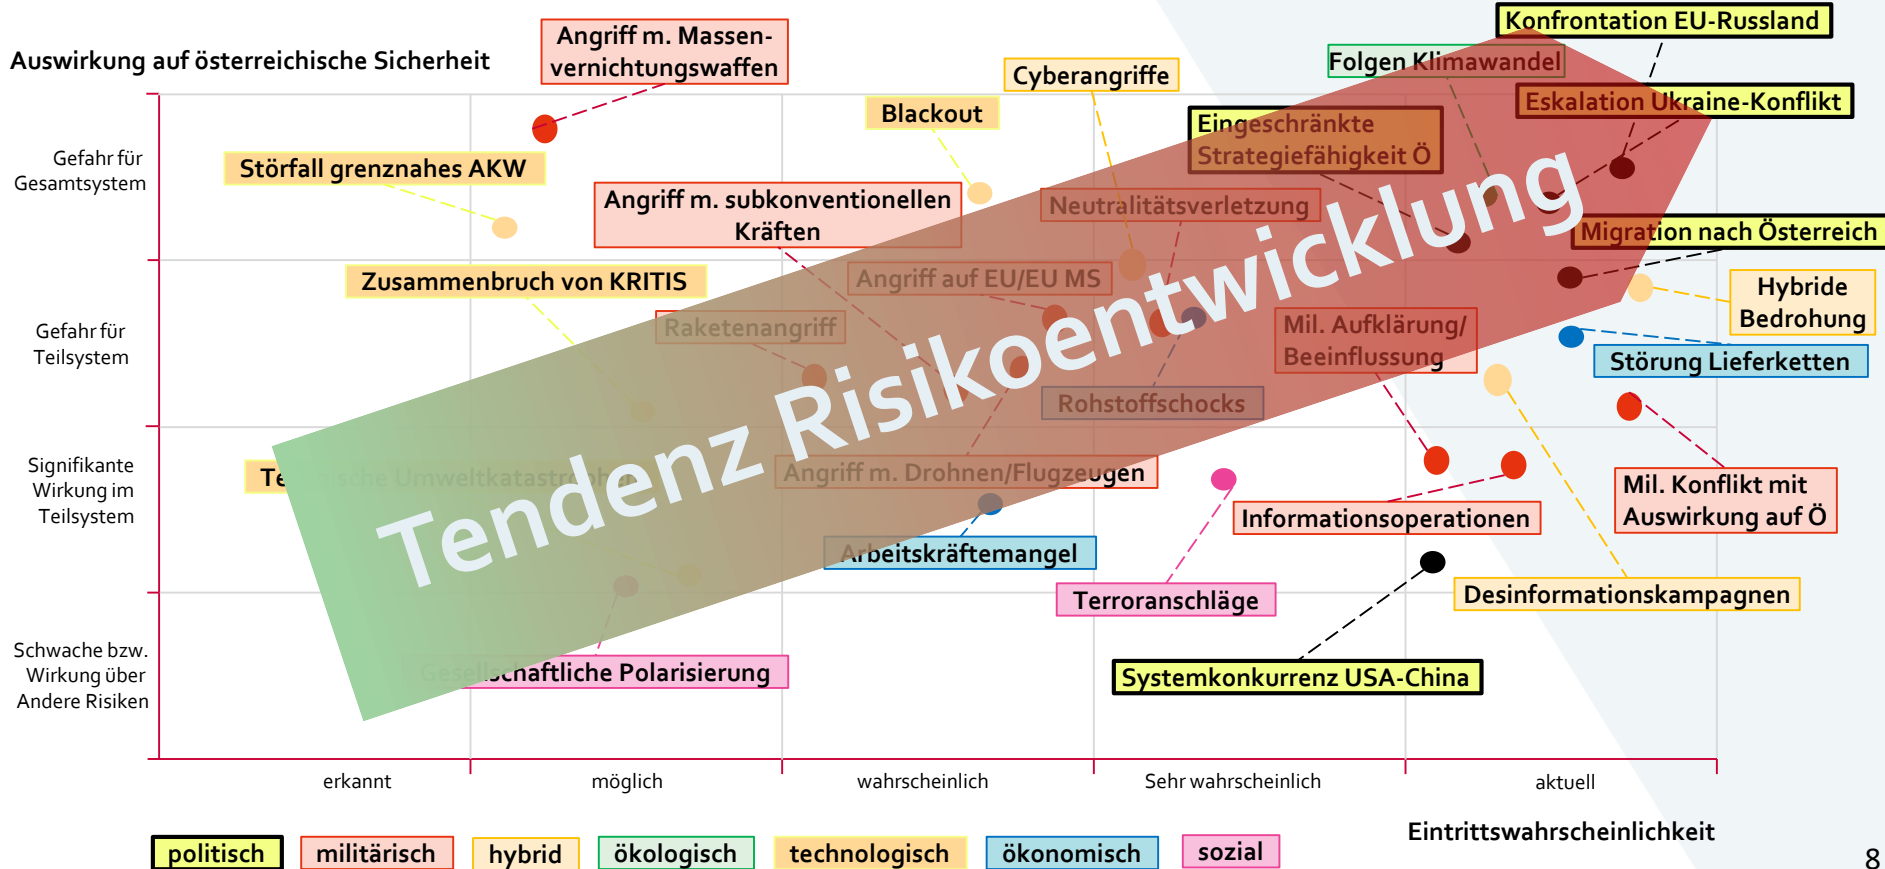 Konfrontation EU-Russland
Angriff m. Massen-
vernichtungswaffen
Auswirkung auf österreichische Sicherheit
Cyberangriffe
Folgen Klimawandel
Eskalation Ukraine-Konflikt
Blackout
Eingeschränkte
Strategiefähigkeit Ö
Gefahr für
Gesamtsystem
Störfall grenznahes AKW
Angriff m. subkonventionellen
Kräften
Neutralitätsverletzung
Migration nach Österreich
Zusammenbruch von KRITIS
Angriff auf EU/EU MS
Hybride
Bedrohung
Gefahr für
Teilsystem
Raketenangriff
Mil. Aufklärung/
Beeinflussung
Störung Lieferketten
Rohstoffschocks
Tendenz Risikoentwicklung
Signifikante
Wirkung im
Teilsystem
Umweltkatastrophen
Angriff m. Drohnen/Flugzeugen
Mil. Konflikt mit
Auswirkung auf Ö
Informationsoperationen
Arbeitskräftemangel
Terroranschläge
Desinformationskampagnen
Schwache bzw.
Wirkung über
Andere Risiken
Gesellschaftliche Polarisierung
Systemkonkurrenz USA-China
erkannt
möglich
wahrscheinlich
Sehr wahrscheinlich
aktuell
Eintrittswahrscheinlichkeit
politisch
militärisch
hybrid
ökologisch
technologisch
ökonomisch
sozial
8